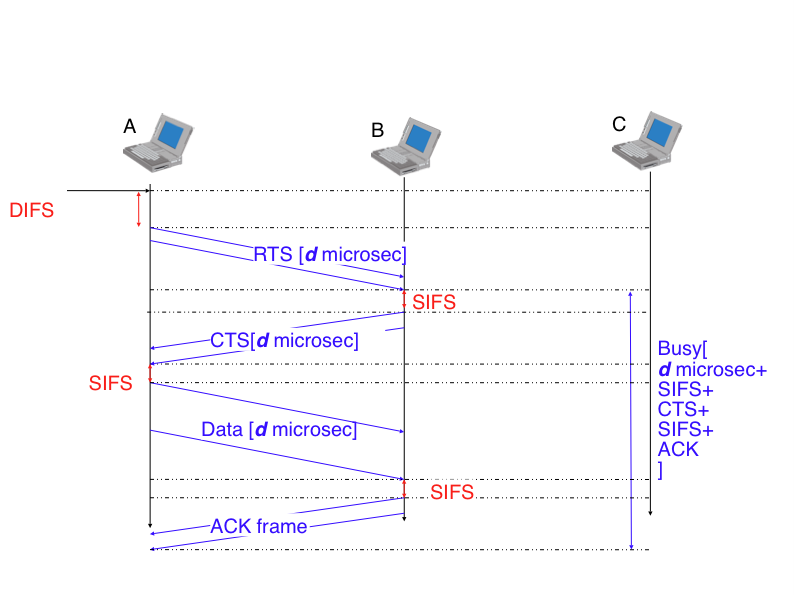 A
B
C
DIFS
RTS [d microsec]
SIFS
CTS[d microsec]
SIFS
Data [d microsec]
SIFS
ACK frame
Busy[
d microsec+
SIFS+
CTS+
SIFS+
ACK
]